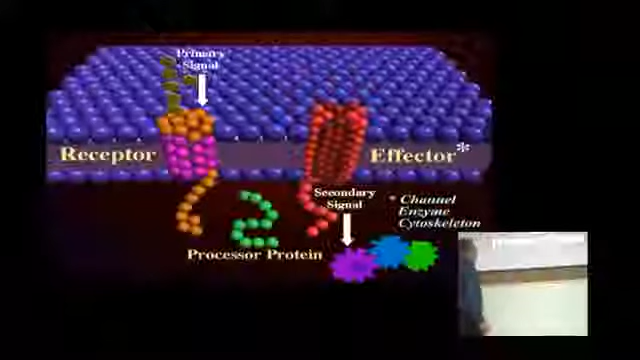 Primary
Signal
Receptor
Effector*
Secondary
Signal
* Channel
Enzyme
Cytoskeleton
Processor Protein